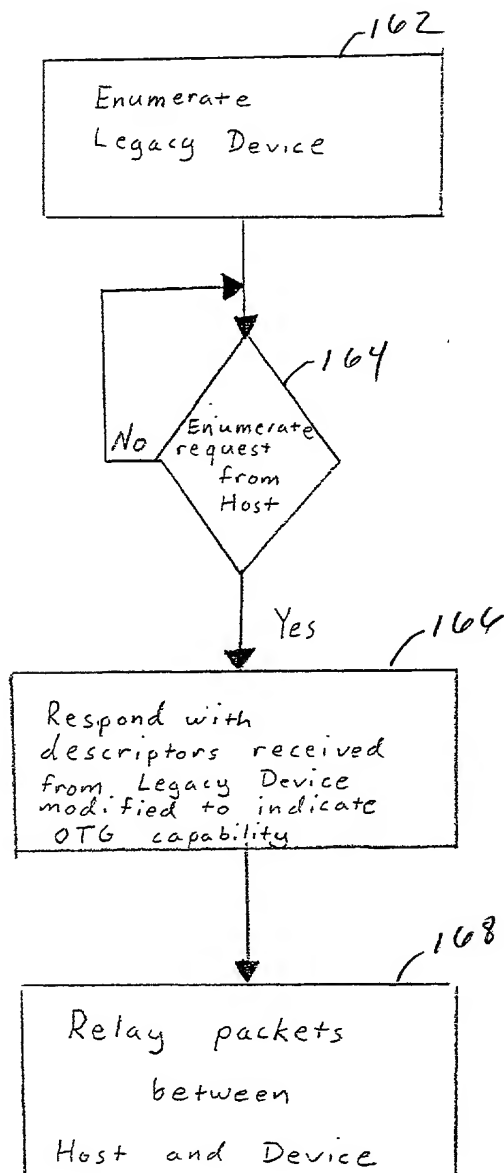 162
Enumerate
Legacy Device
164
Enumerate
request
from
Host
No
Yes
166
Respond with
descriptors received
from Legacy Device
modified to indicate
OTG capability
168
Relay packets
between
Host and Device